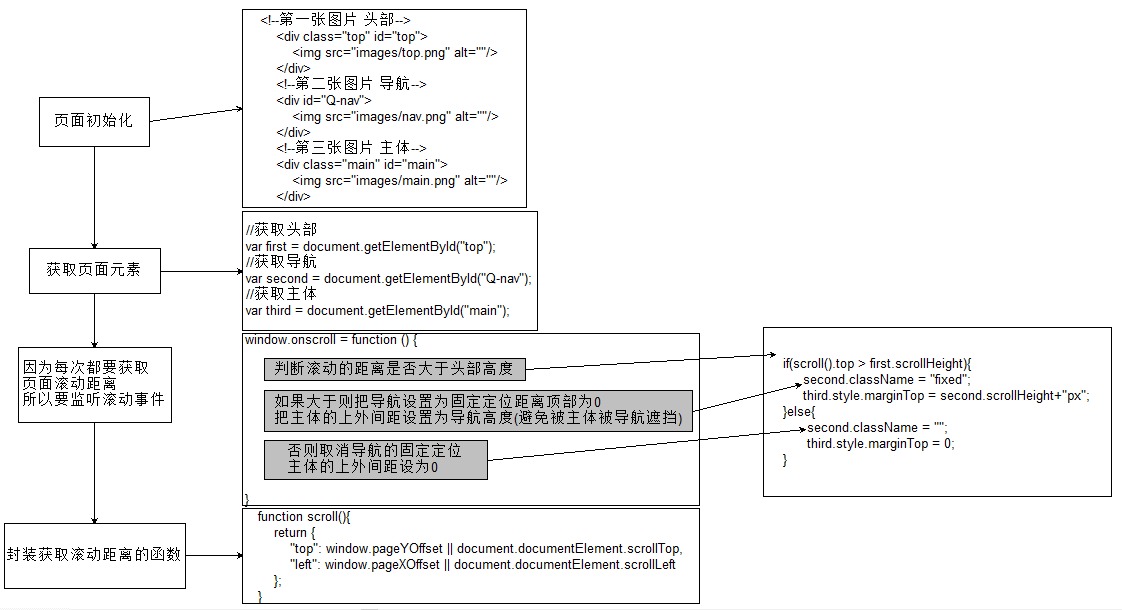 页面初始化
<!--第一张图片 头部-->
<div class="top" id="top">
<img src="images/top.png" alt=""/>
</div>
<!--第二张图片 导航-->
<div id="Q-nav">
<img src="images/nav.png" alt=""/>
</div>
<!--第三张图片 主体-->
<div class="main" id="main">
<img src="images/main.png" alt=""/>
</div>
获取页面元素
//获取头部
var first = document.getElementById("top");
//获取导航
var second = document.getElementById("Q-nav");
//获取主体
var third = document.getElementById("main");
因为每次都要获取
页面滚动距离
所以要监听滚动事件
window.onscroll = function () {
判断滚动的距离是否大于头部高度
如果大于则把导航设置为固定定位距离顶部为0
把主体的上外间距设置为导航高度(避免被主体被导航遮挡)
否则取消导航的固定定位
主体的上外间距设为0
}
if(scroll().top > first.scrollHeight){
second.className = "fixed";
third.style.marginTop = second.scrollHeight+"px";
}else{
second.className = "";
third.style.marginTop = 0;
}
封装获取滚动距离的函数
function scroll(){
return {
"top": window.pageYOffset || document.documentElement.scrollTop,
"left": window.pageXOffset || document.documentElement.scrollLeft
};
}